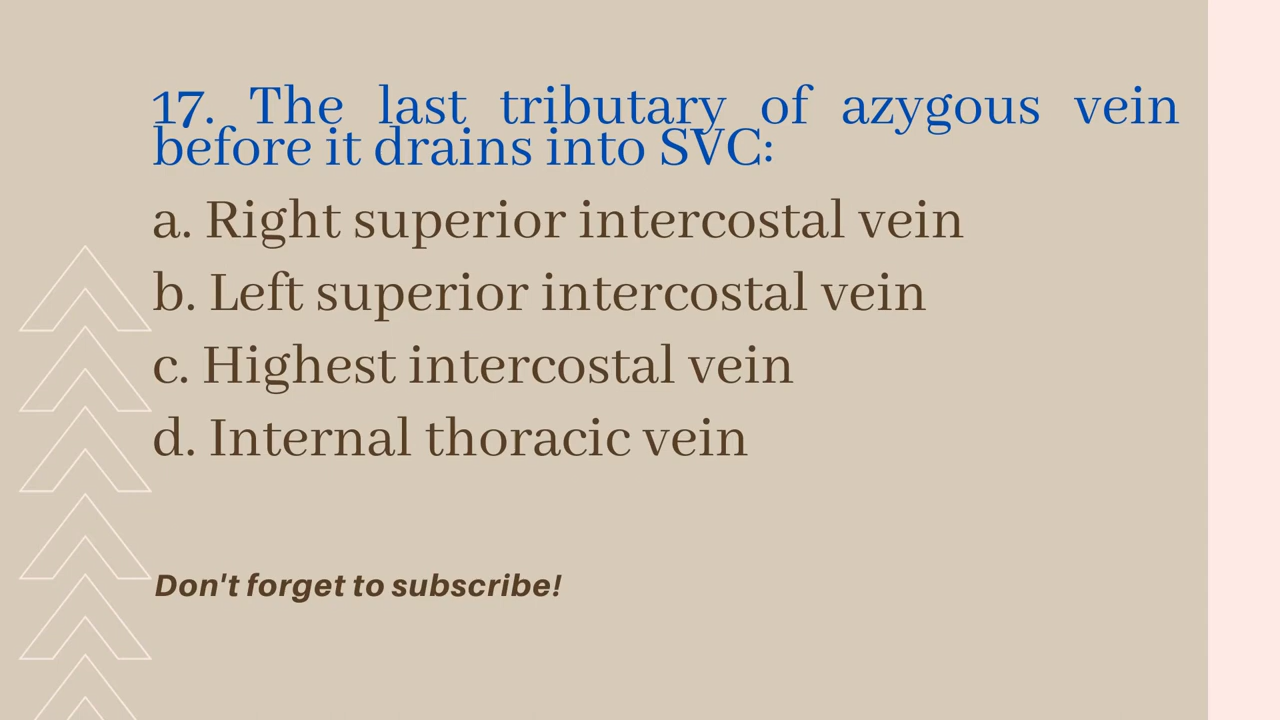 17. The last tributary of azygous vein
before it drains into SVC:
a. Right superior intercostal vein
b. Left superior intercostal vein
c. Highest intercostal vein
d. Internal thoracic vein
Don't forget to subscribe!